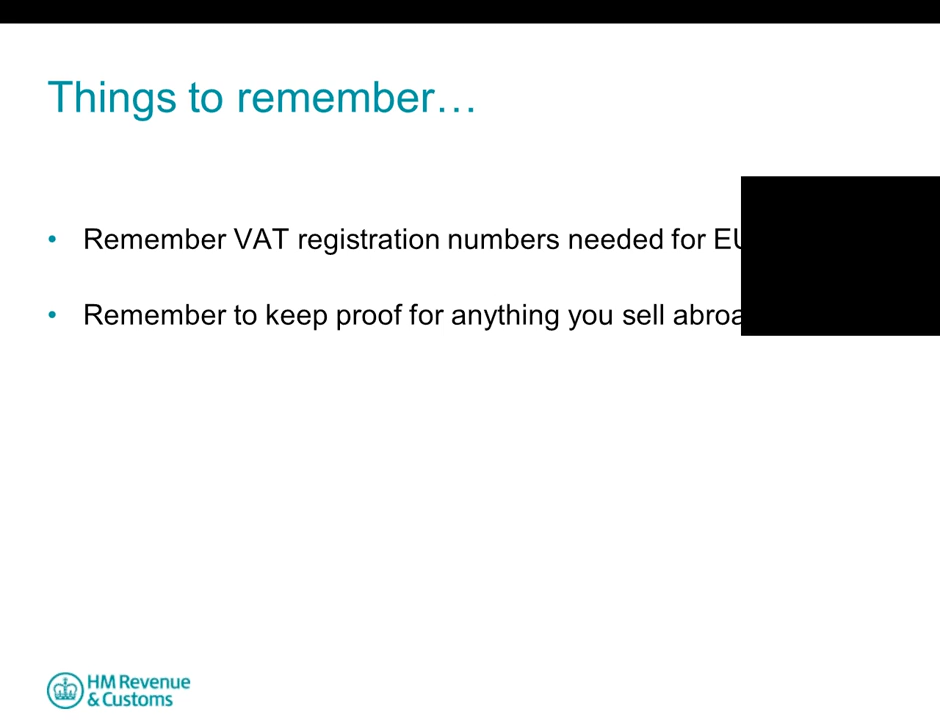 Things to remember…
• Remember VAT registration numbers needed for EU
• Remember to keep proof for anything you sell
HM Revenue
& Customs